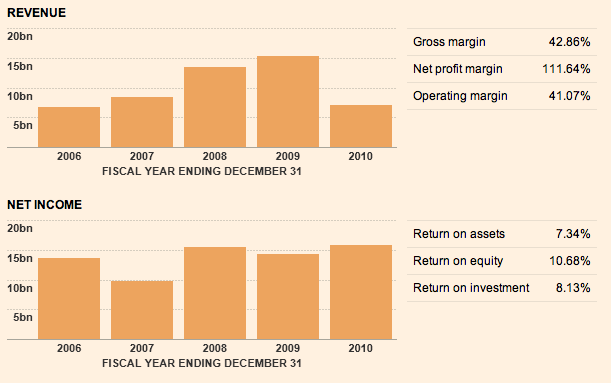 REVENUE
20bn
15bn
10bn
5bn
2006 2007 2008 2009 2010
FISCAL YEAR ENDING DECEMBER 31
Gross margin 42.86%
Net profit margin 111.64%
Operating margin 41.07%
NET INCOME
20bn
15bn
10bn
5bn
2006 2007 2008 2009 2010
FISCAL YEAR ENDING DECEMBER 31
Return on assets 7.34%
Return on equity 10.68%
Return on investment 8.13%